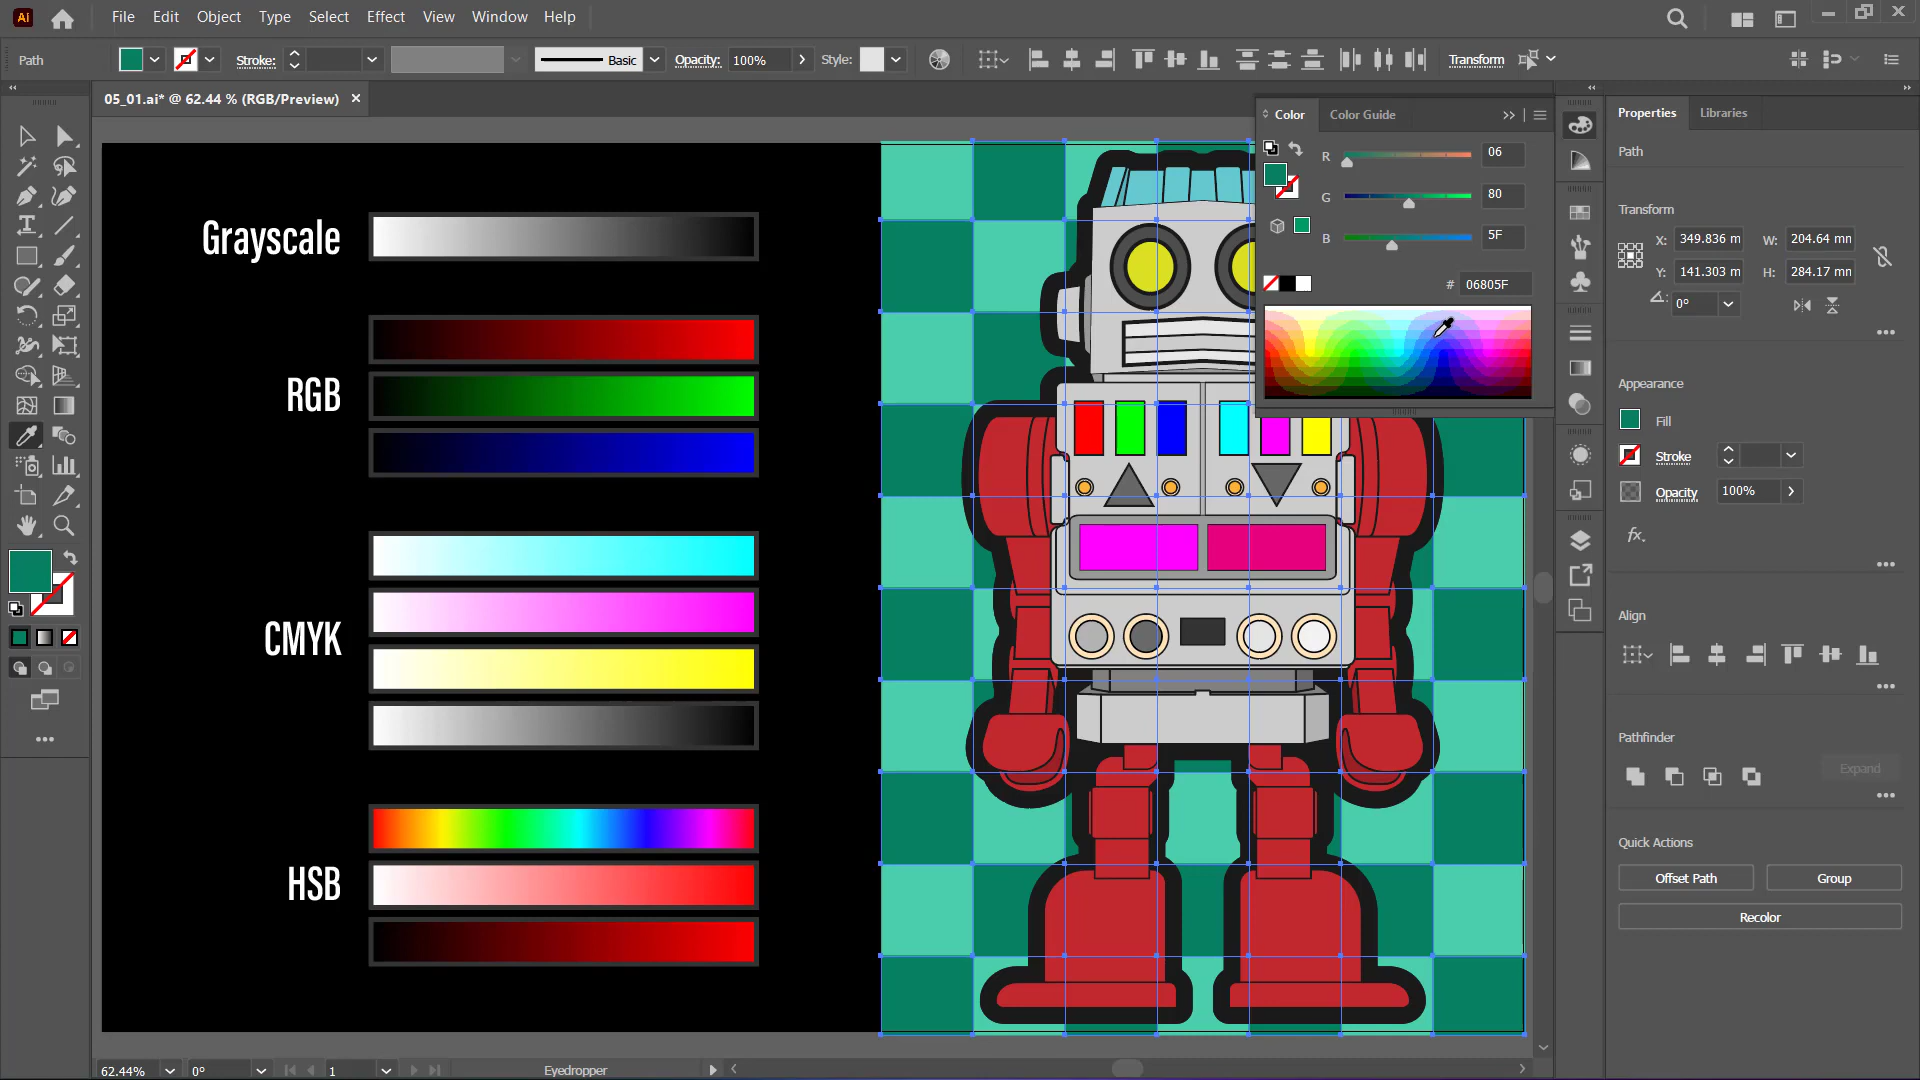 Ai File Edit Object Type Select Effect View Window Help
Path Stroke: Basic Opacity: 100% Style: Transform
05_01.ai* @ 62.44 % (RGB/Preview)
Grayscale
RGB
CMYK
HSB
Color Color Guide
R 06
G 80
B 5F
# 06805F
Properties Libraries
Path
Transform
X: 349.836 m W: 204.64 mn
Y: 141.303 m H: 284.17 mn
0°
Appearance
Fill
Stroke
Opacity 100%
fx.
Align
Pathfinder
Expand
Quick Actions
Offset Path Group
Recolor
62.44% 0° 1 Eyedropper